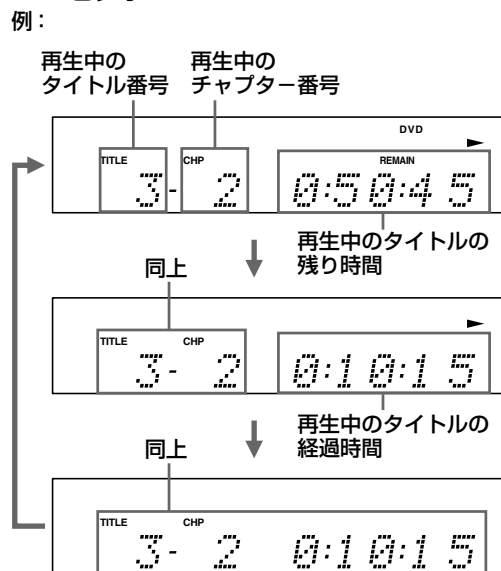 例：
再生中の
タイトル番号
再生中の
チャプター番号
DVD
TITLE
CHP
REMAIN
3- 2 0:50:45
再生中のタイトルの
残り時間
同上
TITLE
CHP
3- 2 0:10:15
再生中のタイトルの
経過時間
同上
TITLE
CHP
3- 2 0:10:15